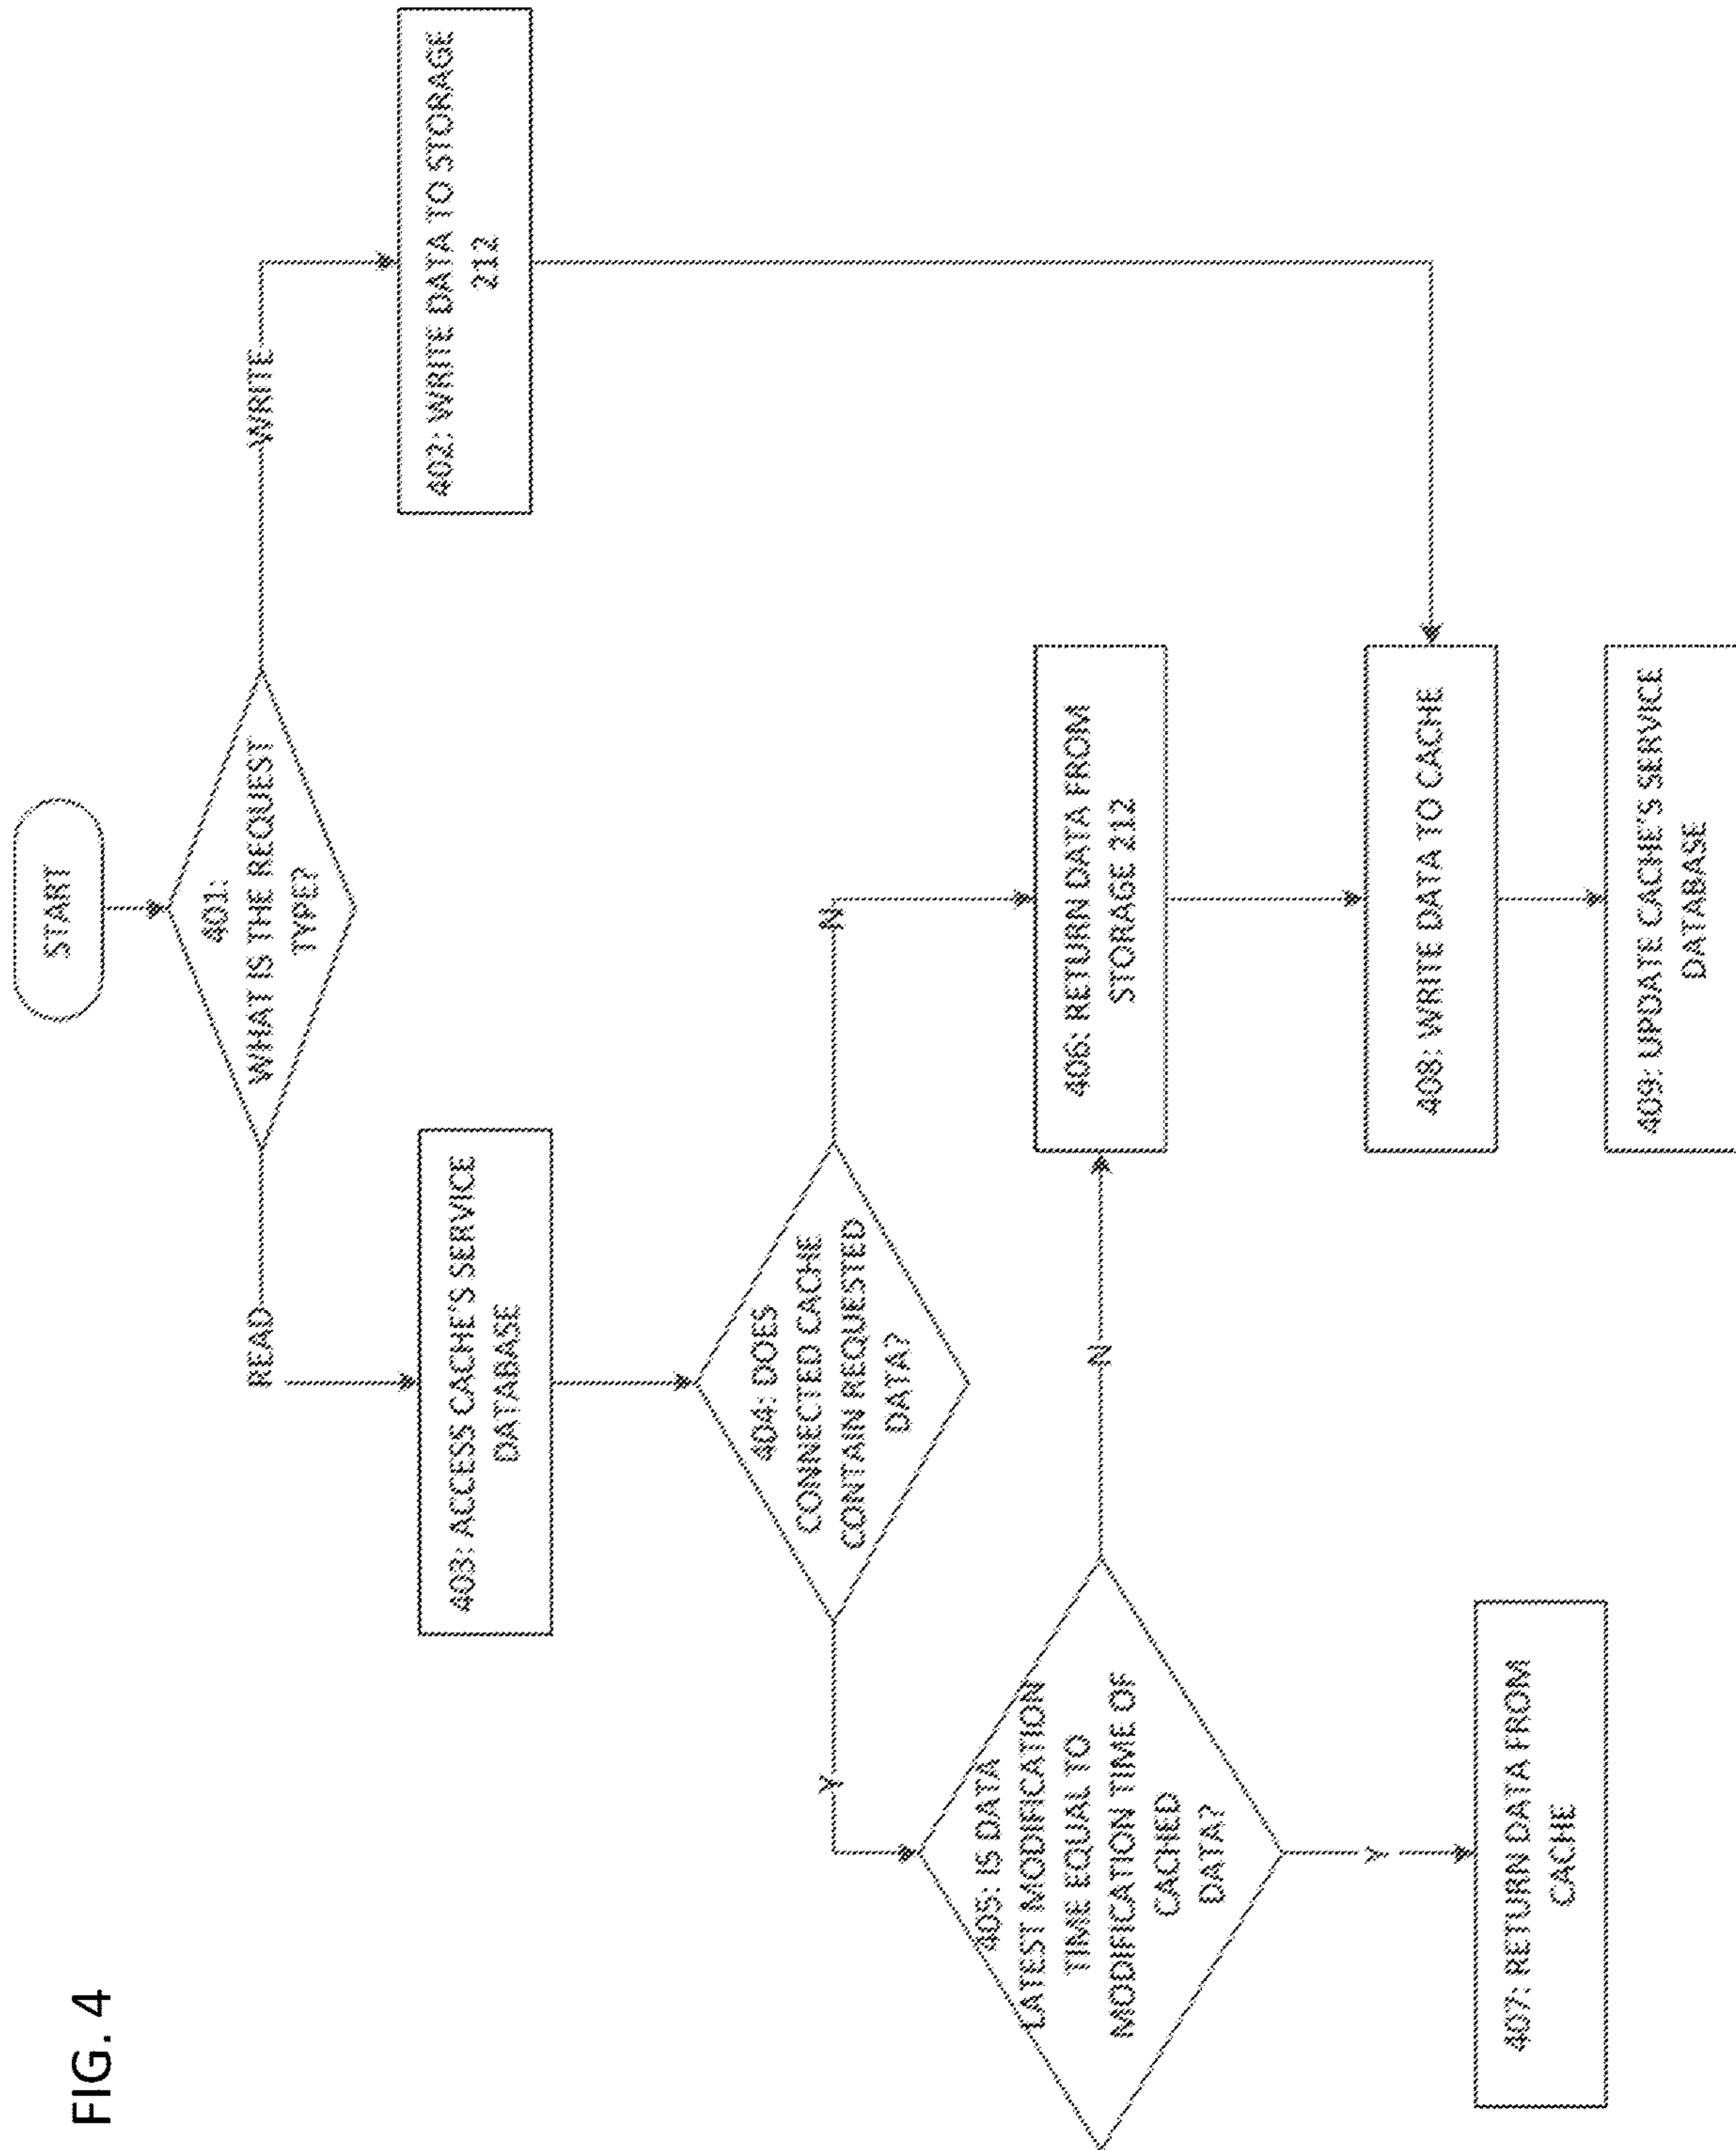 FIG. 4
START
401:
WHAT IS THE REQUEST
TYPE?
READ
WRITE
402: WRITE DATA TO STORAGE
212
403: ACCESS CACHE'S SERVICE
DATABASE
404: DOES
CONNECTED CACHE
CONTAIN REQUESTED
DATA?
Y
N
405: IS DATA
LATEST MODIFICATION
TIME EQUAL TO
MODIFICATION TIME OF
CACHED
DATA?
N
Y
406: RETURN DATA FROM
STORAGE 212
407: RETURN DATA FROM
CACHE
408: WRITE DATA TO CACHE
409: UPDATE CACHE'S SERVICE
DATABASE